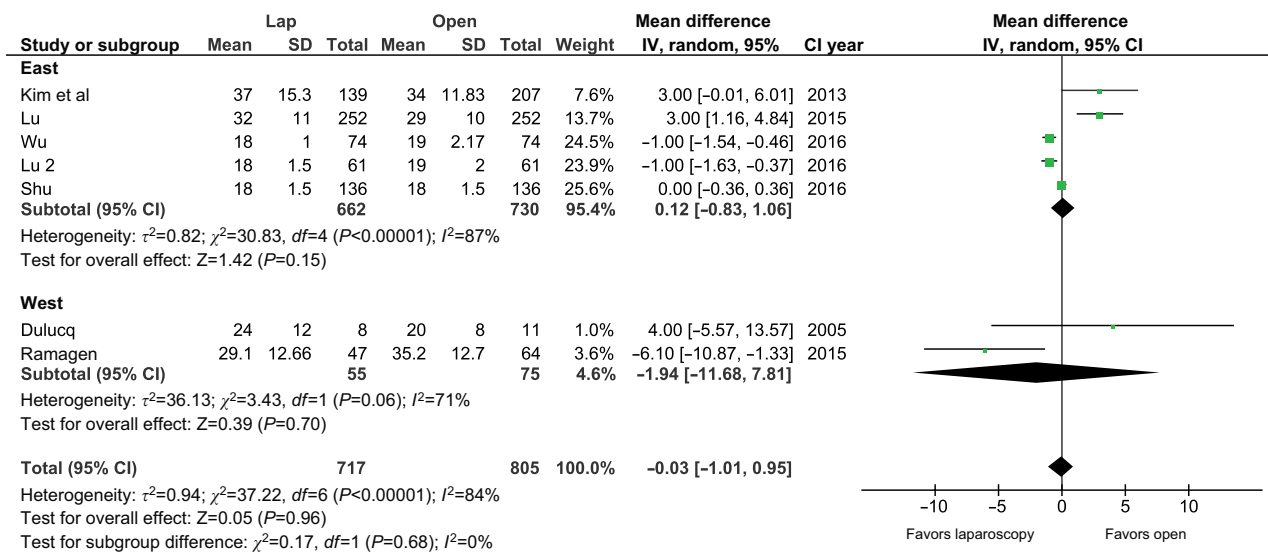 Lap Open Mean difference Mean difference
Study or subgroup Mean SD Total Mean SD Total Weight IV, random, 95% CI year IV, random, 95% CI
East
Kim et al 37 15.3 139 34 11.83 207 7.6% 3.00 [–0.01, 6.01] 2013
Lu 32 11 252 29 10 252 13.7% 3.00 [1.16, 4.84] 2015
Wu 18 1 74 19 2.17 74 24.5% –1.00 [–1.54, –0.46] 2016
Lu 2 18 1.5 61 19 2 61 23.9% –1.00 [–1.63, –0.37] 2016
Shu 18 1.5 136 18 1.5 136 25.6% 0.00 [–0.36, 0.36] 2016
Subtotal (95% CI) 662 730 95.4% 0.12 [–0.83, 1.06]
Heterogeneity: τ²=0.82; χ²=30.83, df=4 (P<0.00001); I²=87%
Test for overall effect: Z=1.42 (P=0.15)
West
Dulucq 24 12 8 20 8 11 1.0% 4.00 [–5.57, 13.57] 2005
Ramagen 29.1 12.66 47 35.2 12.7 64 3.6% –6.10 [–10.87, –1.33] 2015
Subtotal (95% CI) 55 75 4.6% –1.94 [–11.68, 7.81]
Heterogeneity: τ²=36.13; χ²=3.43, df=1 (P=0.06); I²=71%
Test for overall effect: Z=0.39 (P=0.70)
Total (95% CI) 717 805 100.0% –0.03 [–1.01, 0.95]
Heterogeneity: τ²=0.94; χ²=37.22, df=6 (P<0.00001); I²=84%
Test for overall effect: Z=0.05 (P=0.96)
Test for subgroup difference: χ²=0.17, df=1 (P=0.68); I²=0%
–10 –5 0 5 10
Favors laparoscopy Favors open